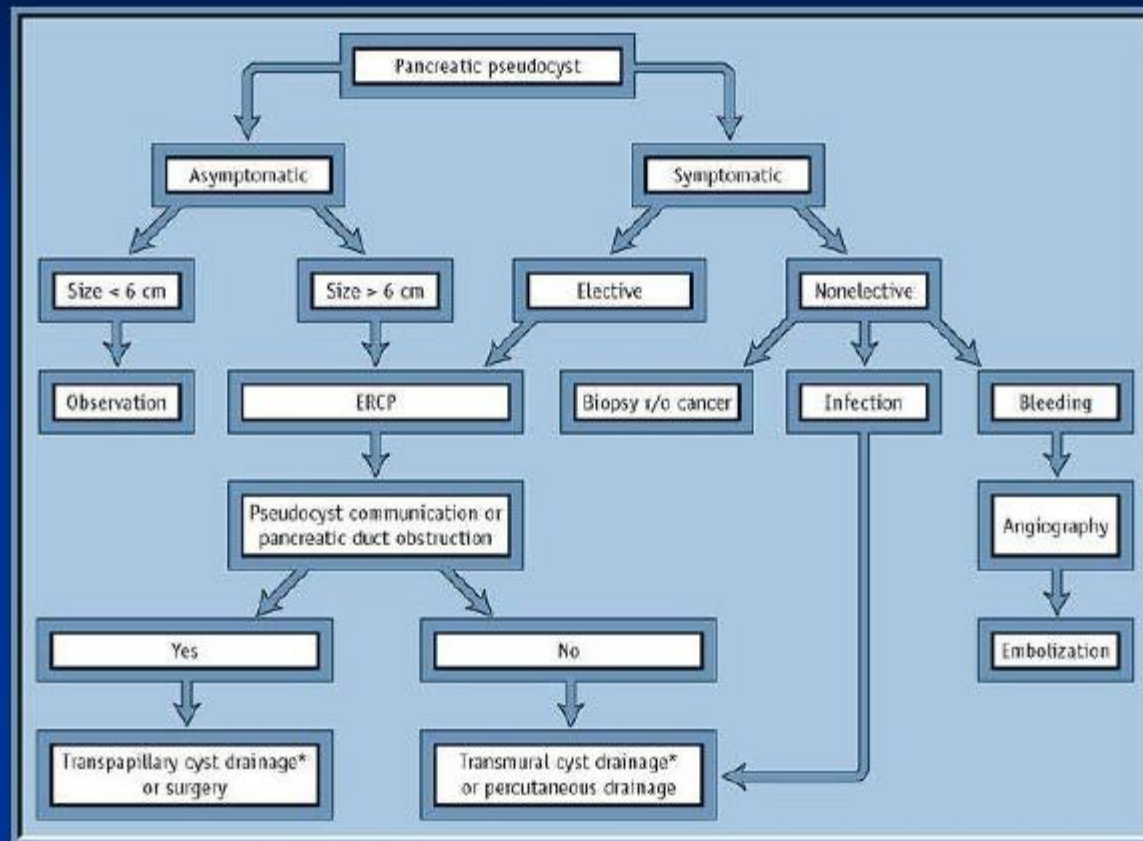 Pancreatic pseudocyst
Asymptomatic
Symptomatic
Size < 6 cm
Size > 6 cm
Elective
Nonelective
Observation
ERCP
Biopsy r/o cancer
Infection
Bleeding
Pseudocyst communication or
pancreatic duct obstruction
Angiography
Yes
No
Embolization
Transpapillary cyst drainage*
or surgery
Transmural cyst drainage*
or percutaneous drainage